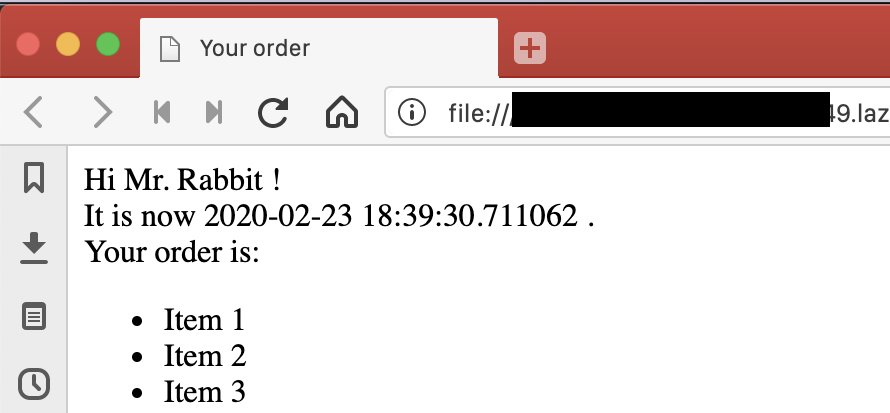 Your order
file://
49.laz
Hi Mr. Rabbit !
It is now 2020-02-23 18:39:30.711062 .
Your order is:
• Item 1
• Item 2
• Item 3